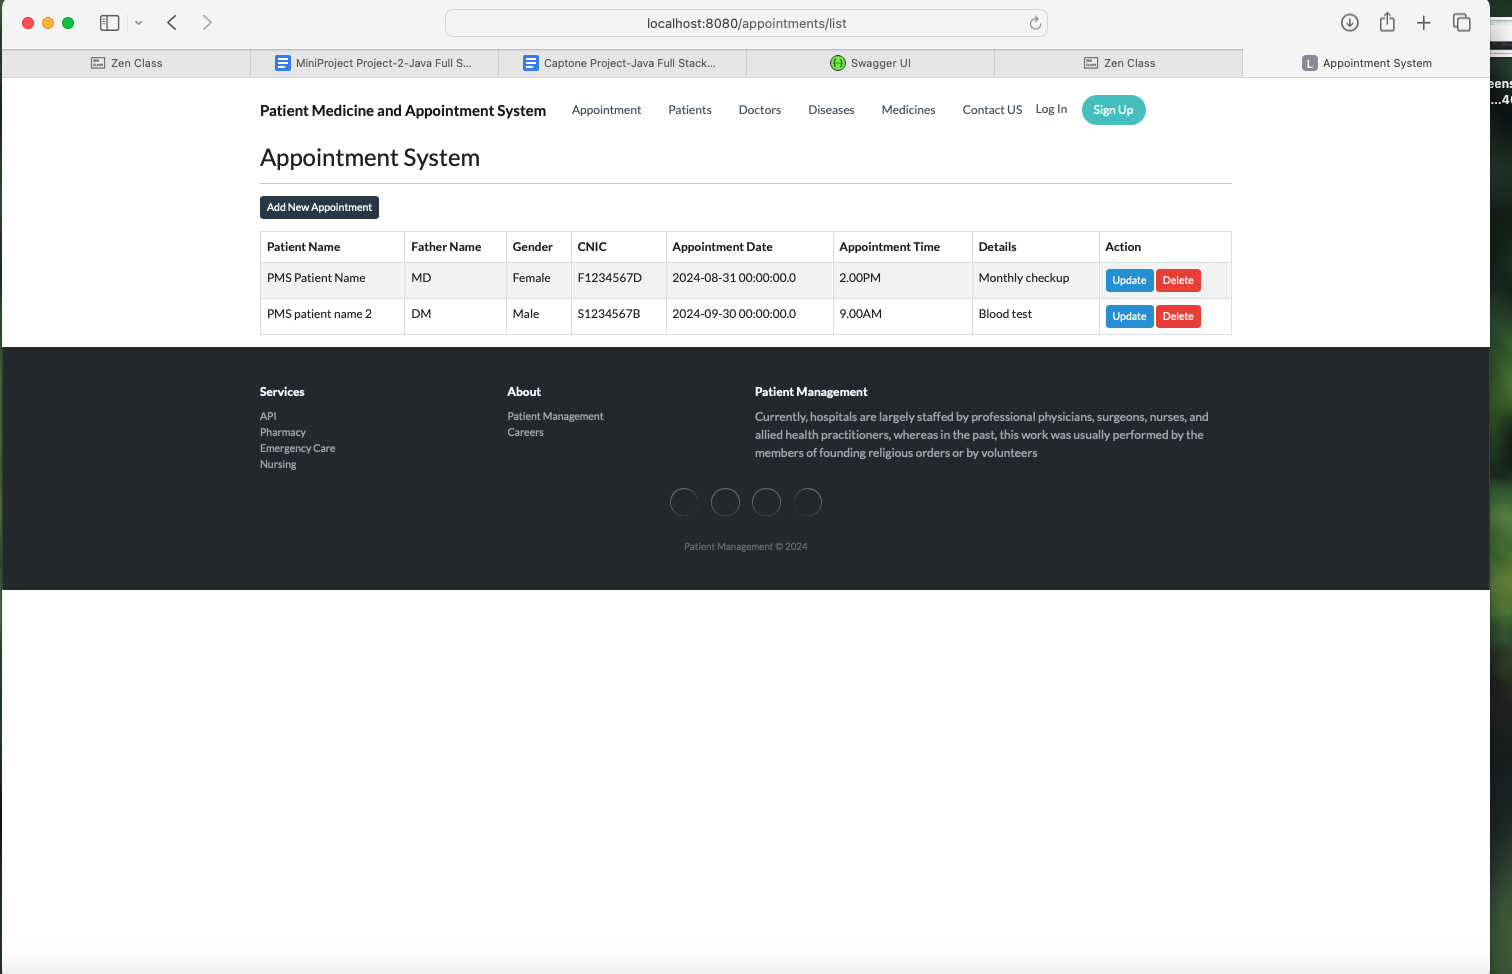 localhost:8080/appointments/list
Zen Class
MiniProject Project-2-Java Full S...
Captone Project-Java Full Stack...
Swagger UI
Zen Class
L Appointment System
eens
...4
Patient Medicine and Appointment System Appointment Patients Doctors Diseases Medicines Contact US Log In Sign Up
Appointment System
Add New Appointment
Patient Name Father Name Gender CNIC Appointment Date Appointment Time Details Action
PMS Patient Name MD Female F1234567D 2024-08-31 00:00:00.0 2.00PM Monthly checkup Update Delete
PMS patient name 2 DM Male S1234567B 2024-09-30 00:00:00.0 9.00AM Blood test Update Delete
Services
API
Pharmacy
Emergency Care
Nursing
About
Patient Management
Careers
Patient Management
Currently, hospitals are largely staffed by professional physicians, surgeons, nurses, and
allied health practitioners, whereas in the past, this work was usually performed by the
members of founding religious orders or by volunteers
Patient Management © 2024